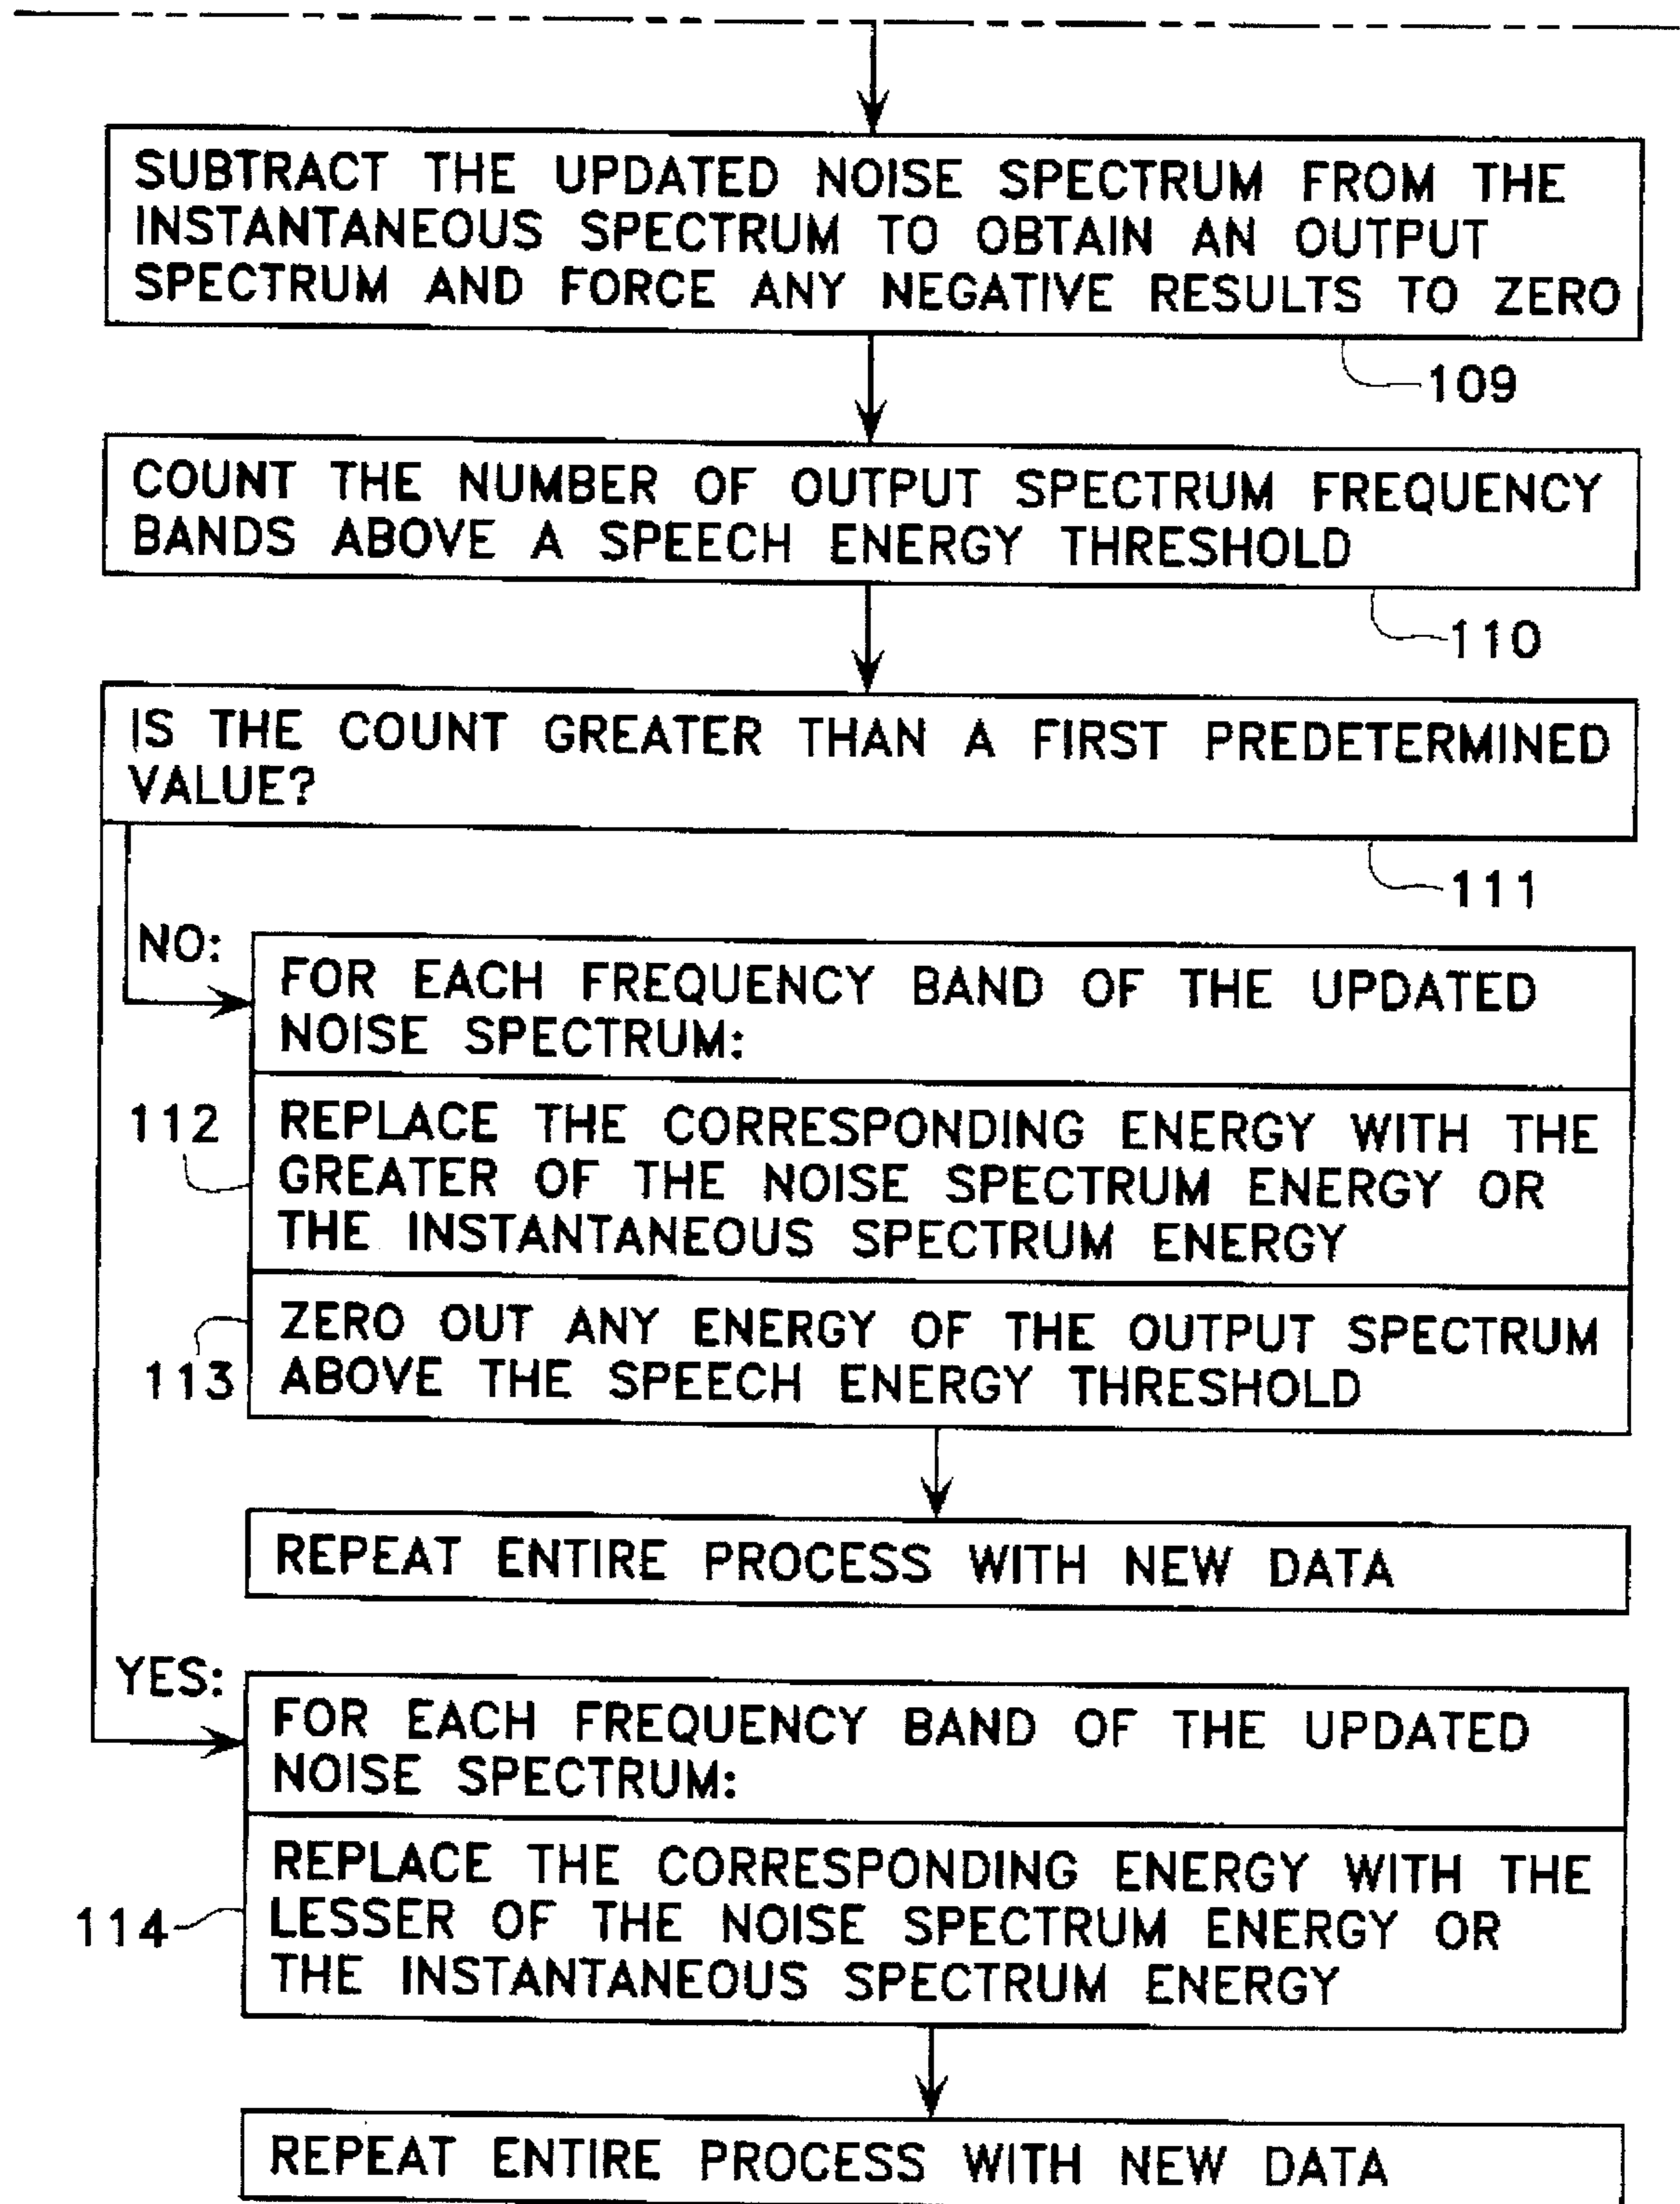 SUBTRACT THE UPDATED NOISE SPECTRUM FROM THE
INSTANTANEOUS SPECTRUM TO OBTAIN AN OUTPUT
SPECTRUM AND FORCE ANY NEGATIVE RESULTS TO ZERO
109
COUNT THE NUMBER OF OUTPUT SPECTRUM FREQUENCY
BANDS ABOVE A SPEECH ENERGY THRESHOLD
110
IS THE COUNT GREATER THAN A FIRST PREDETERMINED
VALUE?
111
NO:
FOR EACH FREQUENCY BAND OF THE UPDATED
NOISE SPECTRUM:
112
REPLACE THE CORRESPONDING ENERGY WITH THE
GREATER OF THE NOISE SPECTRUM ENERGY OR
THE INSTANTANEOUS SPECTRUM ENERGY
113
ZERO OUT ANY ENERGY OF THE OUTPUT SPECTRUM
ABOVE THE SPEECH ENERGY THRESHOLD
REPEAT ENTIRE PROCESS WITH NEW DATA
YES:
FOR EACH FREQUENCY BAND OF THE UPDATED
NOISE SPECTRUM:
114
REPLACE THE CORRESPONDING ENERGY WITH THE
LESSER OF THE NOISE SPECTRUM ENERGY OR
THE INSTANTANEOUS SPECTRUM ENERGY
REPEAT ENTIRE PROCESS WITH NEW DATA